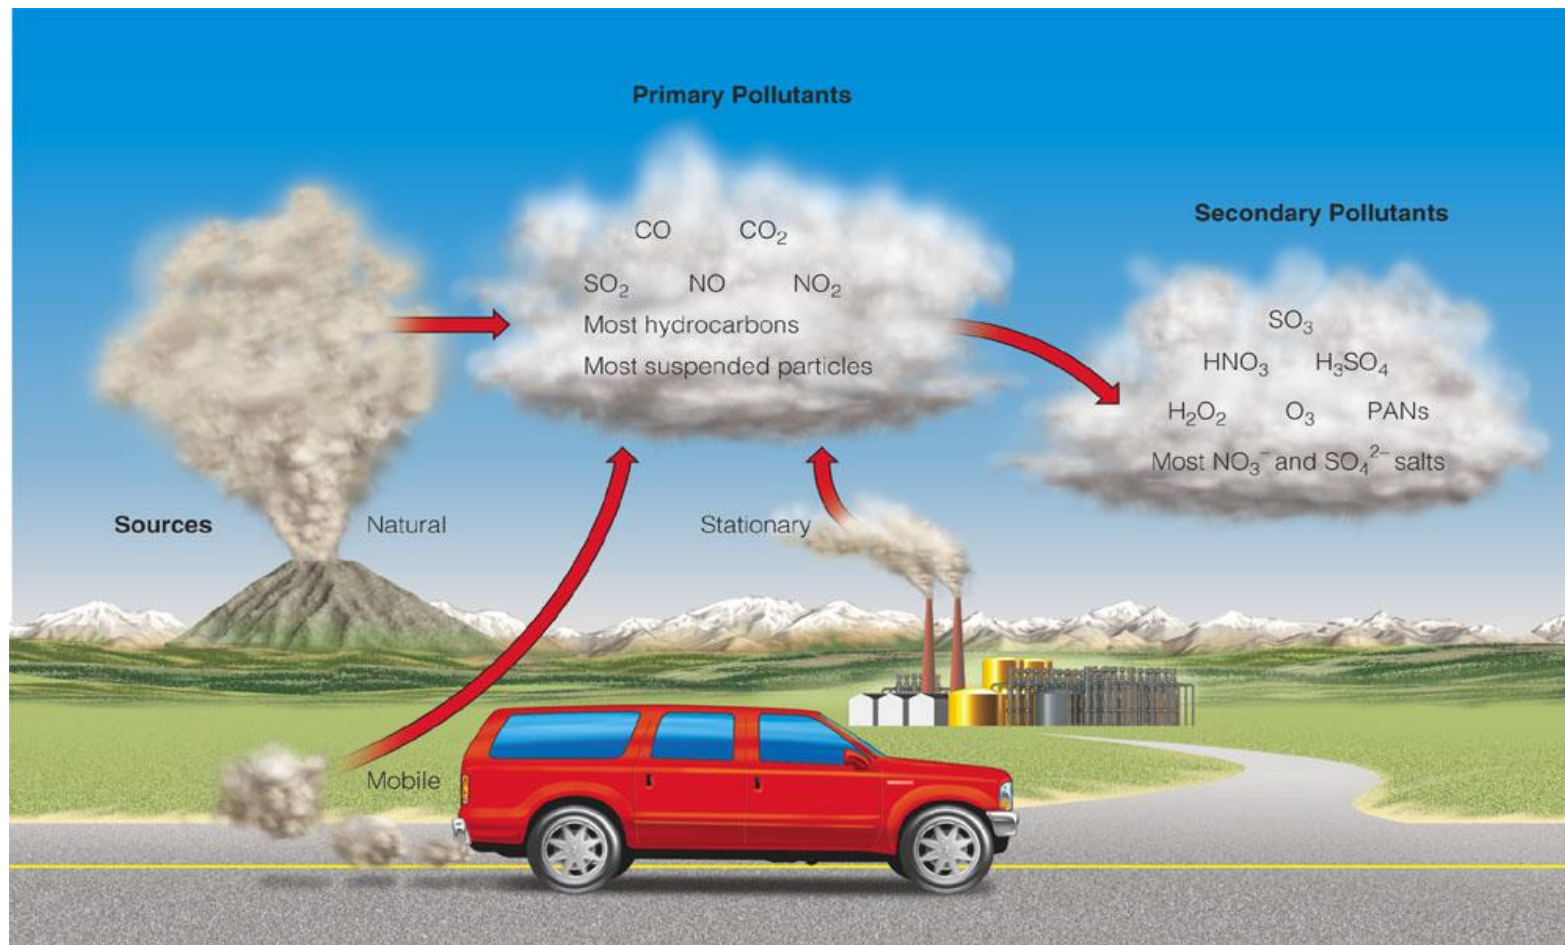 Primary Pollutants
CO CO₂
SO₂ NO NO₂
Most hydrocarbons
Most suspended particles
Secondary Pollutants
SO₃
HNO₃ H₃SO₄
H₂O₂ O₃ PANs
Most NO₃⁻ and SO₄²⁻ salts
Sources
Natural
Stationary
Mobile